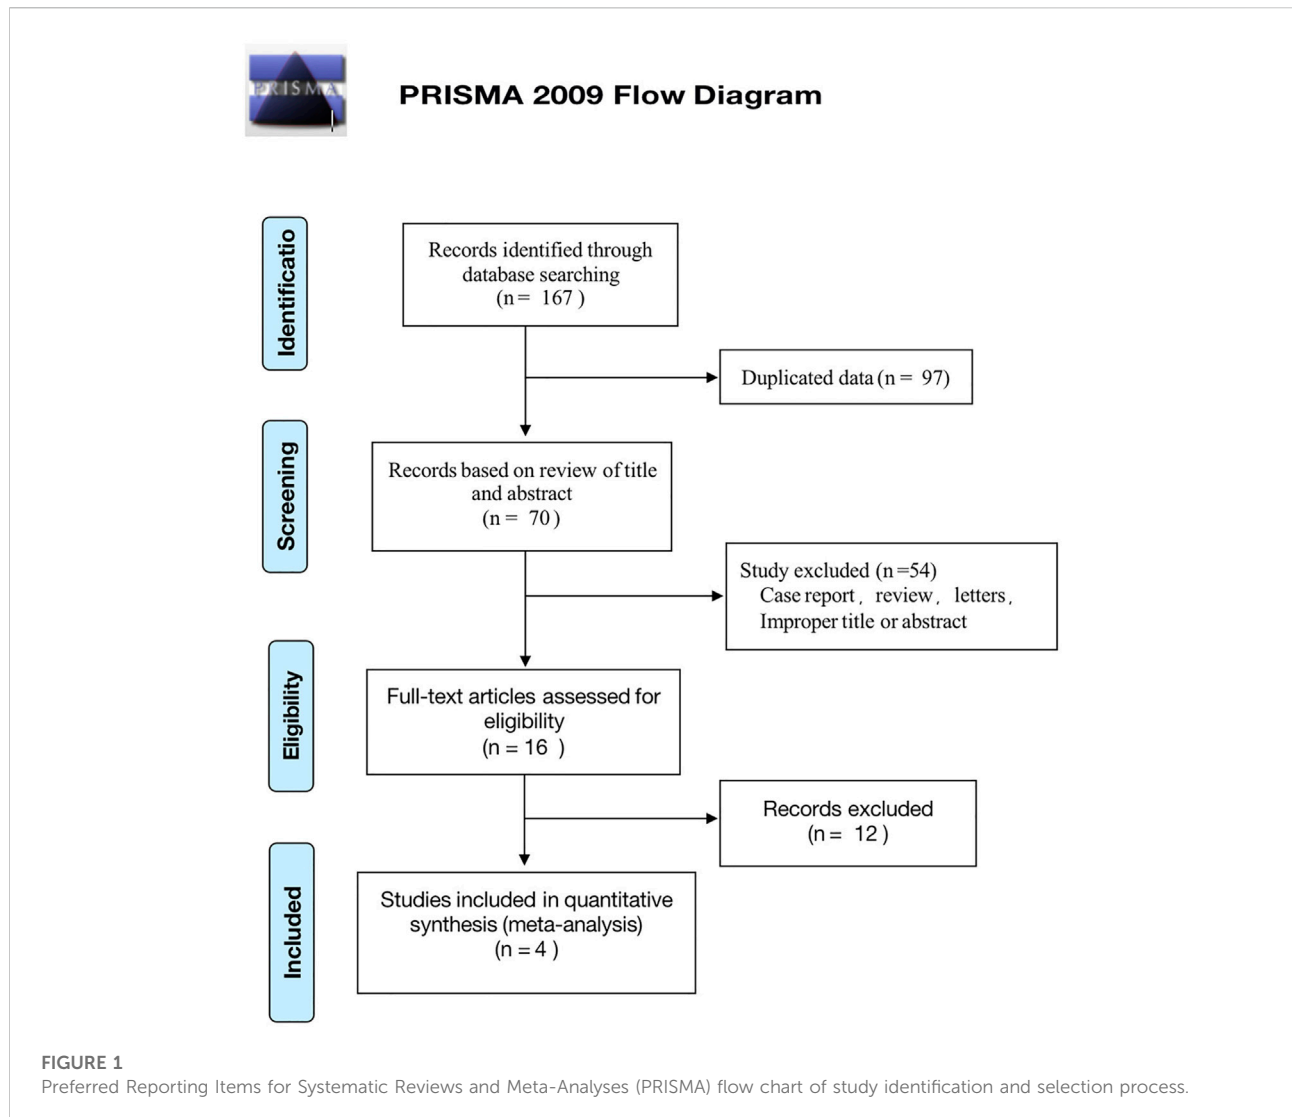 PRISMA
PRISMA 2009 Flow Diagram
Identificatio
Records identified through
database searching
(n = 167 )
Duplicated data (n = 97)
Screening
Records based on review of title
and abstract
(n = 70 )
Study excluded (n =54)
Case report, review, letters,
Improper title or abstract
Eligibility
Full-text articles assessed for
eligibility
(n = 16 )
Records excluded
(n = 12 )
Included
Studies included in quantitative
synthesis (meta-analysis)
(n = 4 )
FIGURE 1
Preferred Reporting Items for Systematic Reviews and Meta-Analyses (PRISMA) flow chart of study identification and selection process.